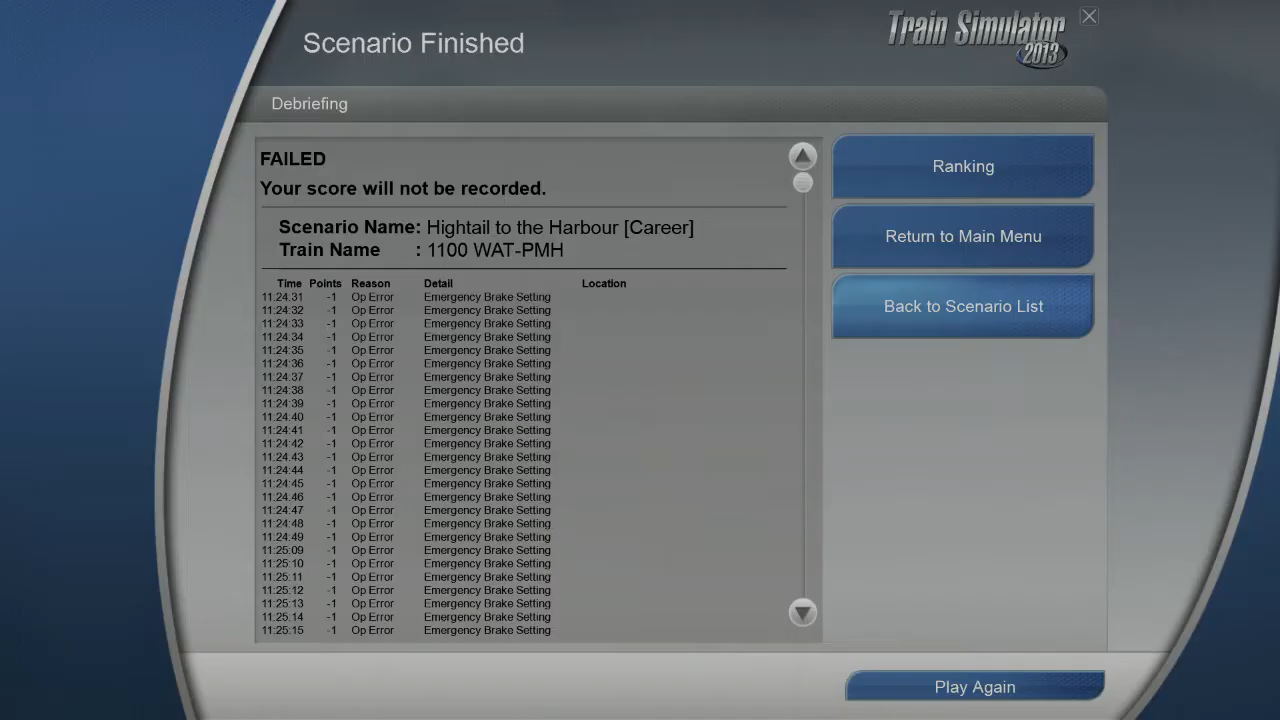 Scenario Finished
Train Simulator
2013
Debriefing
FAILED
Your score will not be recorded.
Scenario Name: Hightail to the Harbour [Career]
Train Name : 1100 WAT-PMH
Time Points Reason Detail Location
11:24:31 -1 Op Error Emergency Brake Setting
11:24:32 -1 Op Error Emergency Brake Setting
11:24:33 -1 Op Error Emergency Brake Setting
11:24:34 -1 Op Error Emergency Brake Setting
11:24:35 -1 Op Error Emergency Brake Setting
11:24:36 -1 Op Error Emergency Brake Setting
11:24:37 -1 Op Error Emergency Brake Setting
11:24:38 -1 Op Error Emergency Brake Setting
11:24:39 -1 Op Error Emergency Brake Setting
11:24:40 -1 Op Error Emergency Brake Setting
11:24:41 -1 Op Error Emergency Brake Setting
11:24:42 -1 Op Error Emergency Brake Setting
11:24:43 -1 Op Error Emergency Brake Setting
11:24:44 -1 Op Error Emergency Brake Setting
11:24:45 -1 Op Error Emergency Brake Setting
11:24:46 -1 Op Error Emergency Brake Setting
11:24:47 -1 Op Error Emergency Brake Setting
11:24:48 -1 Op Error Emergency Brake Setting
11:24:49 -1 Op Error Emergency Brake Setting
11:25:09 -1 Op Error Emergency Brake Setting
11:25:10 -1 Op Error Emergency Brake Setting
11:25:11 -1 Op Error Emergency Brake Setting
11:25:12 -1 Op Error Emergency Brake Setting
11:25:13 -1 Op Error Emergency Brake Setting
11:25:14 -1 Op Error Emergency Brake Setting
11:25:15 -1 Op Error Emergency Brake Setting
Ranking
Return to Main Menu
Back to Scenario List
Play Again